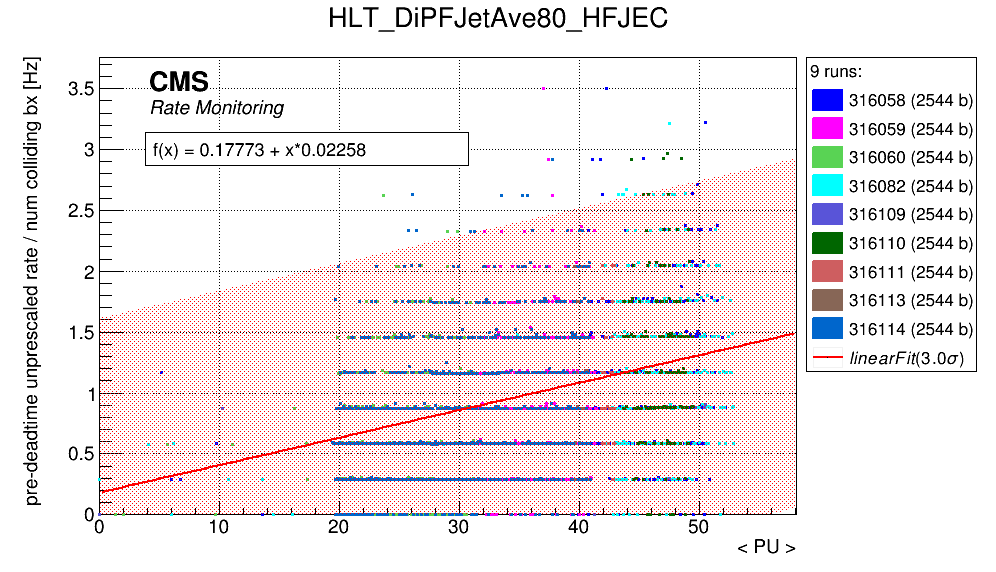 HLT_DiPFJetAve80_HFJEC
pre-deadtime unprescaled rate / num colliding bx [Hz]
CMS
Rate Monitoring
f(x) = 0.17773 + x*0.02258
3.5
3
2.5
2
1.5
1
0.5
0
0 10 20 30 40 50
< PU >
9 runs:
316058 (2544 b)
316059 (2544 b)
316060 (2544 b)
316082 (2544 b)
316109 (2544 b)
316110 (2544 b)
316111 (2544 b)
316113 (2544 b)
316114 (2544 b)
linearFit(3.0σ)